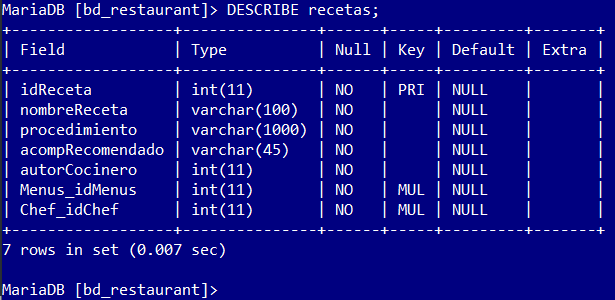 MariaDB [bd_restaurant]> DESCRIBE recetas;
+------------------+---------------+------+-----+---------+-------+
| Field            | Type          | Null | Key | Default | Extra |
+------------------+---------------+------+-----+---------+-------+
| idReceta         | int(11)       | NO   | PRI | NULL    |       |
| nombreReceta     | varchar(100)  | NO   |     | NULL    |       |
| procedimiento    | varchar(1000) | NO   |     | NULL    |       |
| acompRecomendado | varchar(45)   | NO   |     | NULL    |       |
| autorCocinero    | int(11)       | NO   |     | NULL    |       |
| Menus_idMenus    | int(11)       | NO   | MUL | NULL    |       |
| Chef_idChef      | int(11)       | NO   | MUL | NULL    |       |
+------------------+---------------+------+-----+---------+-------+
7 rows in set (0.007 sec)
MariaDB [bd_restaurant]>